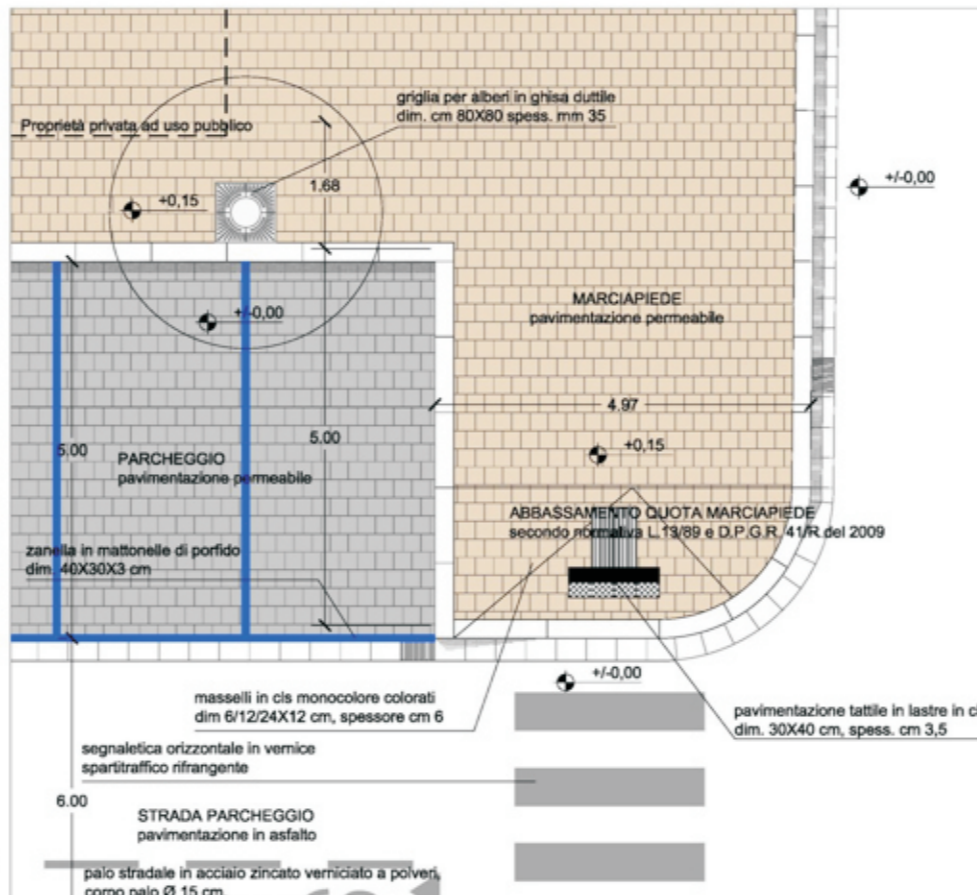 griglia per alberi in ghisa duttile
dim. cm 80X80 spess. mm 35
Proprietà privata ad uso pubblico
1.68
+/-0,00
+0,15
MARCIAPIEDE
pavimentazione permeabile
+/-0,00
4.97
5.00
5.00
+0,15
PARCHEGGIO
pavimentazione permeabile
ABBASSAMENTO QUOTA MARCIAPIEDE
secondo normativa L.13/89 e D.P.G.R. 41/R del 2009
zanella in mattonelle di porfido
dim. 40X30X3 cm
+/-0,00
masselli in cls monocolore colorati
dim 6/12/24X12 cm, spessore cm 6
pavimentazione tattile in lastre in
dim. 30X40 cm, spess. cm 3,5
segnaletica orizzontale in vernice
spartitraffico rifrangente
6.00
STRADA PARCHEGGIO
pavimentazione in asfalto
palo stradale in acciaio zincato verniciato a polveri,
corpo palo Ø 15 cm